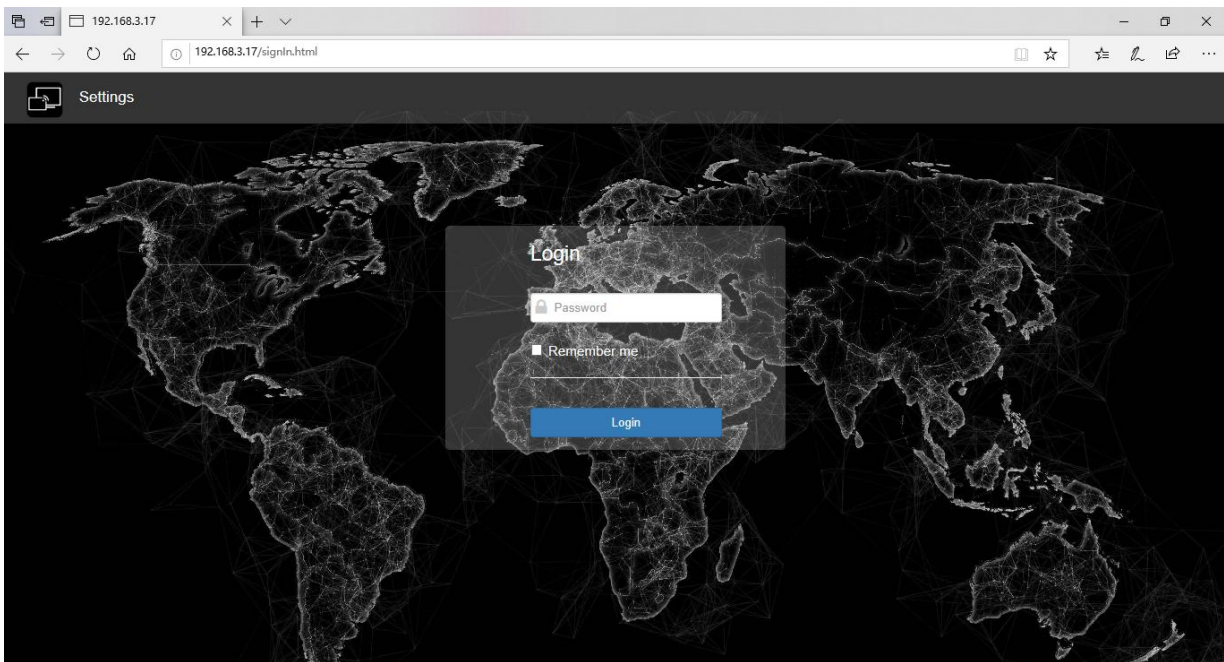 192.168.3.17
192.168.3.17/signIn.html
Settings
Login
Password
Remember me
Login